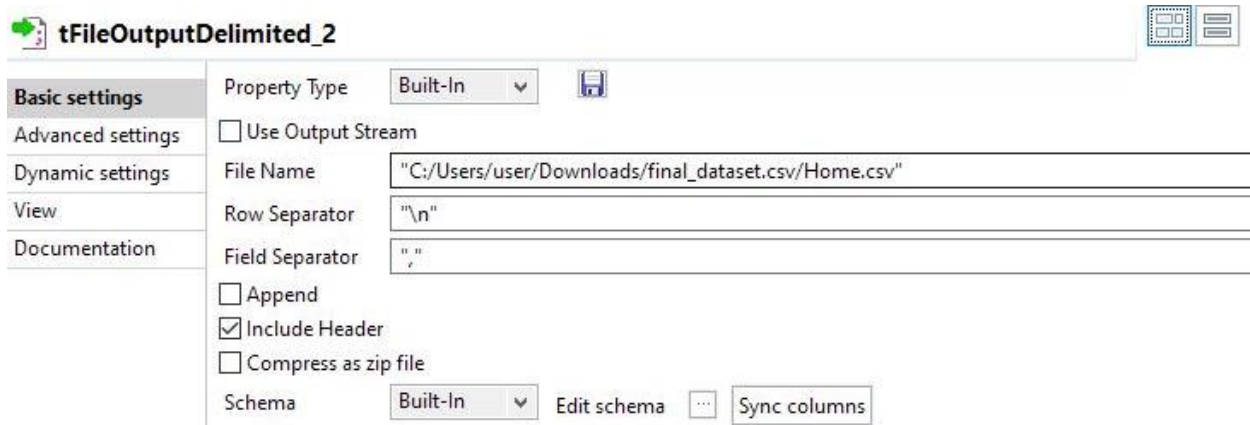 tFileOutputDelimited_2
Basic settings
Advanced settings
Dynamic settings
View
Documentation
Property Type Built-In
Use Output Stream
File Name "C:/Users/user/Downloads/final_dataset.csv/Home.csv"
Row Separator "\n"
Field Separator ","
Append
Include Header
Compress as zip file
Schema Built-In Edit schema ... Sync columns